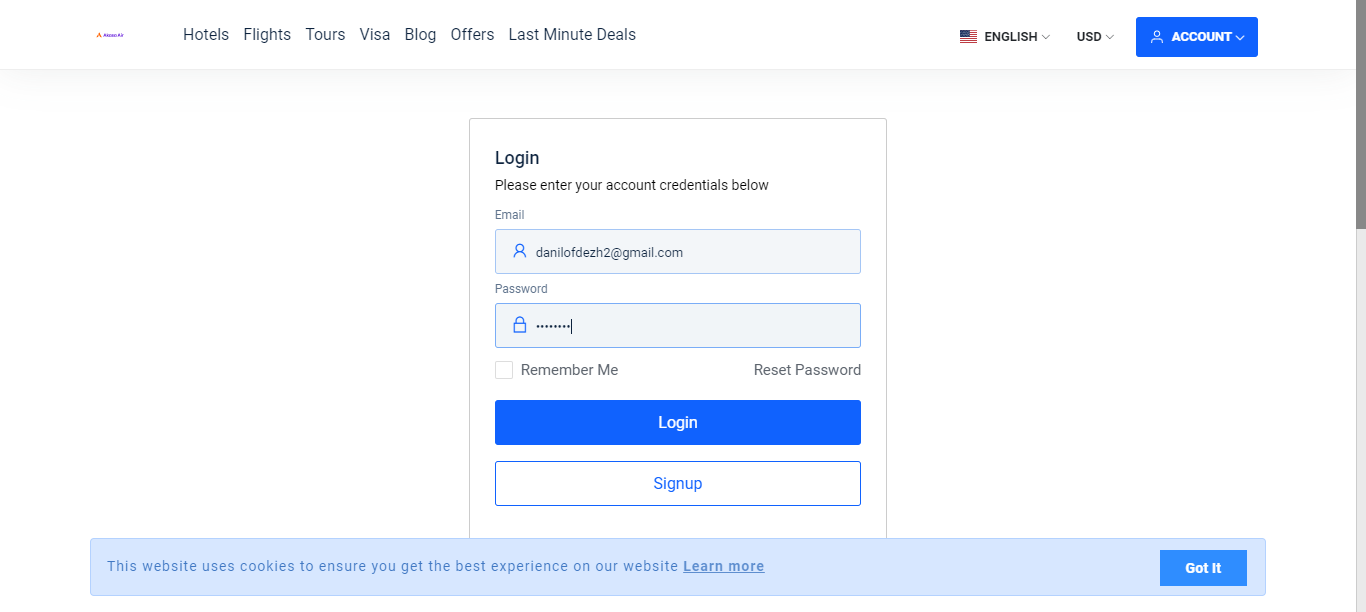 Akasa Air
Hotels Flights Tours Visa Blog Offers Last Minute Deals
ENGLISH USD ACCOUNT
Login
Please enter your account credentials below
Email
danilofdezh2@gmail.com
Password
••••••••
Remember Me Reset Password
Login
Signup
This website uses cookies to ensure you get the best experience on our website Learn more
Got It